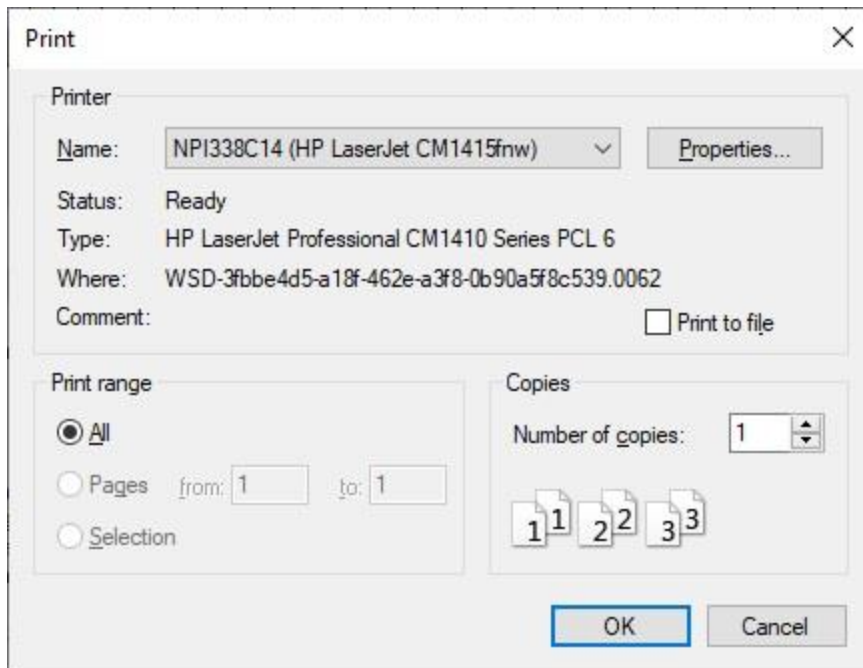 Print
Printer
Name: NPI338C14 (HP LaserJet CM1415fnw) Properties...
Status: Ready
Type: HP LaserJet Professional CM1410 Series PCL 6
Where: WSD-3fbbe4d5-a18f-462e-a3f8-0b90a5f8c539.0062
Comment:
Print to file
Print range
All
Pages from: 1 to: 1
Selection
Copies
Number of copies: 1
1 1 2 2 3 3
OK Cancel